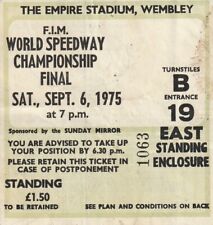 THE EMPIRE STADIUM, WEMBLEY
F.I.M.
WORLD SPEEDWAY
CHAMPIONSHIP
FINAL
SAT., SEPT. 6, 1975
at 7 p.m.
Sponsored by the SUNDAY MIRROR
YOU ARE ADVISED TO TAKE UP
YOUR POSITION BY 6.30 p.m.
PLEASE RETAIN THIS TICKET IN
CASE OF POSTPONEMENT
STANDING
£1.50
TO BE RETAINED
TURNSTILES
B
ENTRANCE
19
EAST
STANDING
ENCLOSURE
1063
SEE PLAN AND CONDITIONS ON BACK